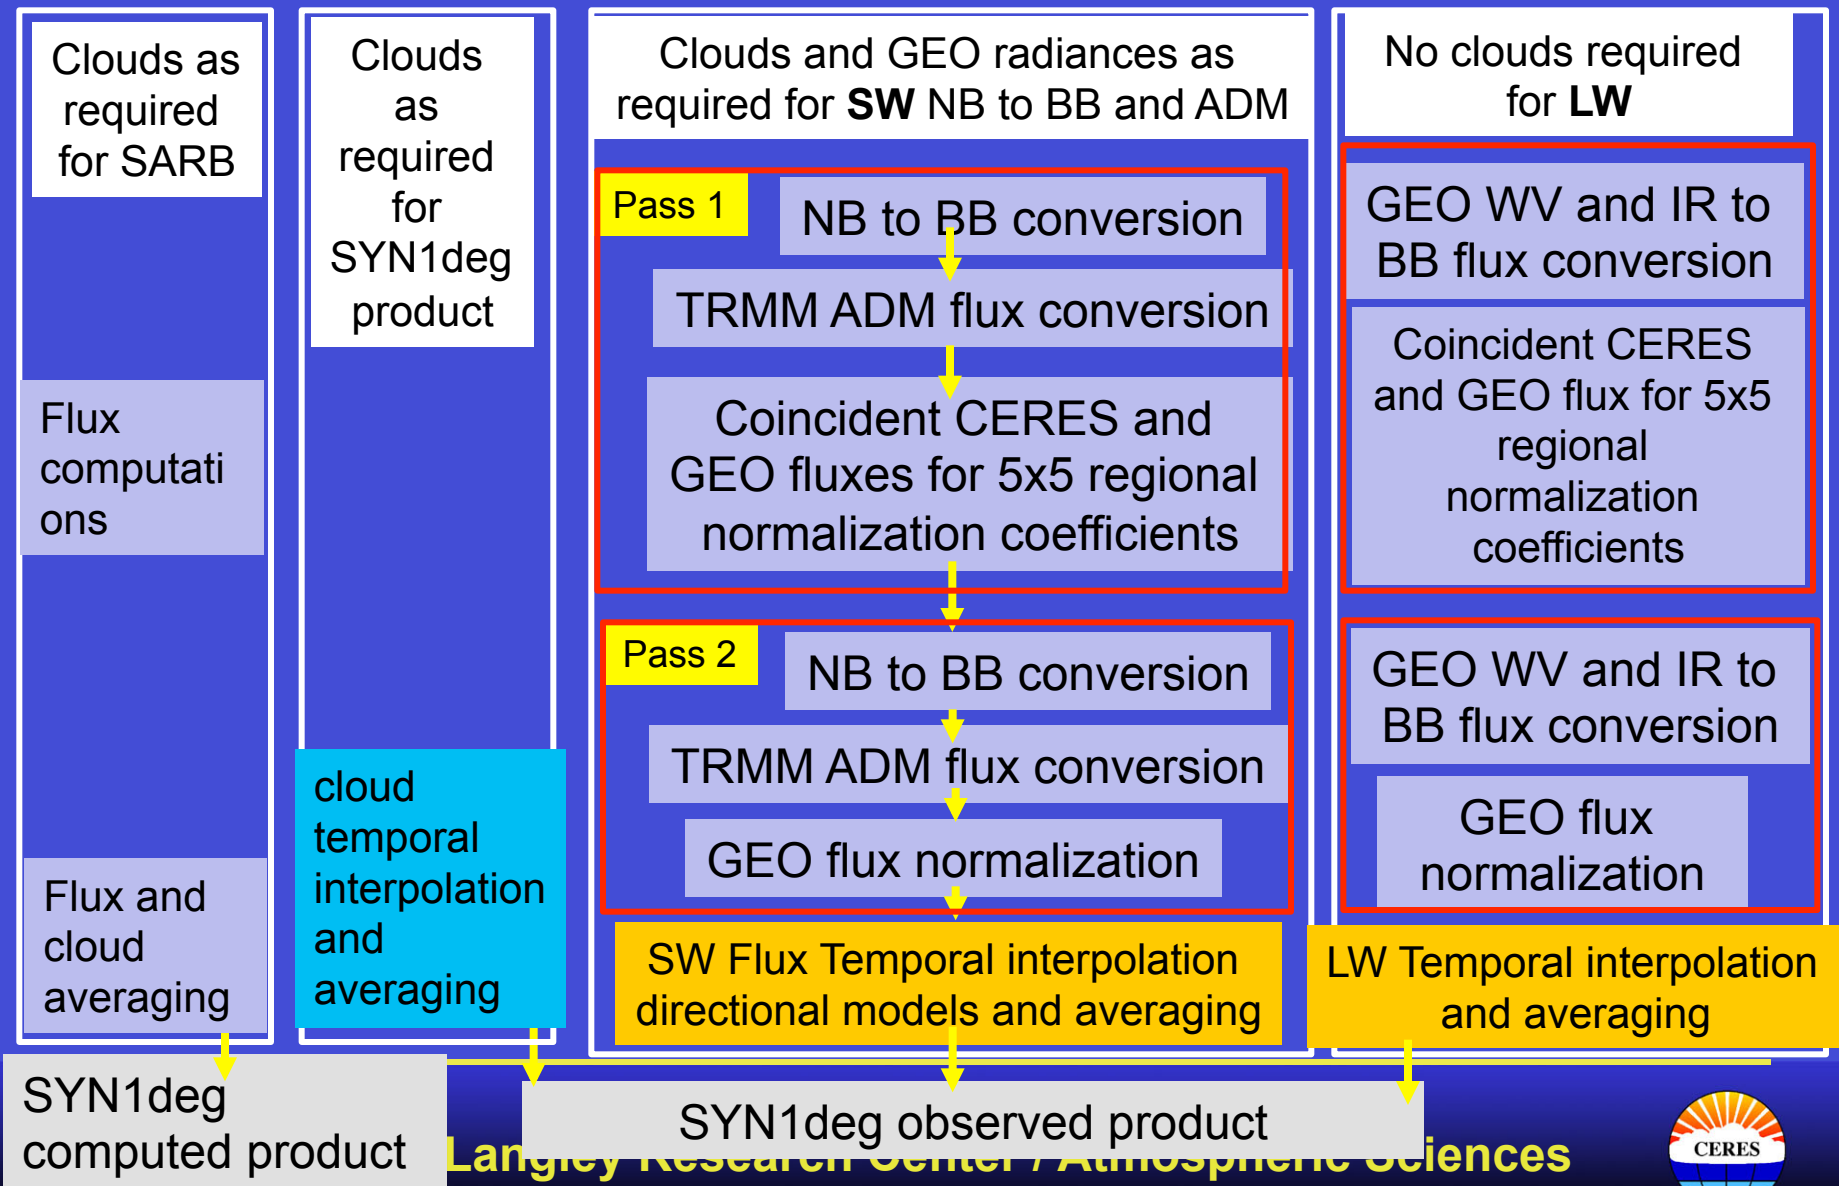 Clouds as
required
for SARB
Flux
computati
ons
Flux and
cloud
averaging
SYN1deg
computed product
Clouds
as
required
for
SYN1deg
product
cloud
temporal
interpolation
and
averaging
Clouds and GEO radiances as
required for SW NB to BB and ADM
Pass 1
NB to BB conversion
TRMM ADM flux conversion
Coincident CERES and
GEO fluxes for 5x5 regional
normalization coefficients
Pass 2
NB to BB conversion
TRMM ADM flux conversion
GEO flux normalization
SW Flux Temporal interpolation
directional models and averaging
No clouds required
for LW
GEO WV and IR to
BB flux conversion
Coincident CERES
and GEO flux for 5x5
regional
normalization
coefficients
GEO WV and IR to
BB flux conversion
GEO flux
normalization
LW Temporal interpolation
and averaging
SYN1deg observed product
Langley Research Center / Atmospheric Sciences
CERES